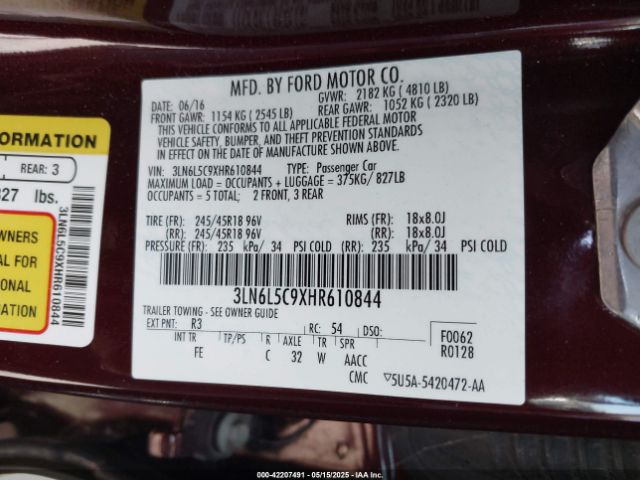 MFD. BY FORD MOTOR CO.
DATE: 06/16
GVWR: 2182 KG ( 4810 LB)
FRONT GAWR: 1154 KG ( 2545 LB)
REAR GAWR: 1052 KG ( 2320 LB)
THIS VEHICLE CONFORMS TO ALL APPLICABLE FEDERAL MOTOR
VEHICLE SAFETY, BUMPER, AND THEFT PREVENTION STANDARDS
IN EFFECT ON THE DATE OF MANUFACTURE SHOWN ABOVE.
VIN: 3LN6L5C9XHR610844 TYPE: Passenger Car
MAXIMUM LOAD = OCCUPANTS + LUGGAGE = 375KG/ 827LB
OCCUPANTS = 5 TOTAL; 2 FRONT, 3 REAR
TIRE (FR): 245/45R18 96V RIMS (FR): 18x8.0J
(RR): 245/45R18 96V (RR): 18x8.0J
PRESSURE (FR): 235 kPa/ 34 PSI COLD (RR): 235 kPa/ 34 PSI COLD
3LN6L5C9XHR610844
TRAILER TOWING - SEE OWNER GUIDE
EXT PNT: R3 RC: 54 DSO:
INT TR TP/PS R AXLE TR SPR
FE C 32 W AACC
F0062
R0128
CMC ▽5U5A-5420472-AA
FORMATION
REAR: 3
827 lbs.
3LN6L5C9XHR610844
WNERS
al for
tional
mation
000-42207491 - 05/15/2025 - IAAI.com